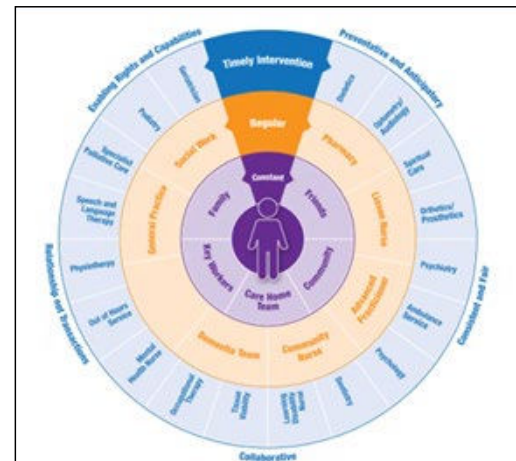 Enabling Rights and Capabilities
Preventative and Anticipatory
Consistent and Fair
Collaborative
Relationship not Transactions
Timely Intervention
Dietetics
Optometry/
Audiology
Spiritual
Care
Orthotics/
Prosthetics
Psychiatry
Ambulance
Service
Psychology
Dentistry
Occupational
Therapy
Mental
Health Nurse
Out of Hours
Service
Physiotherapy
Speech and
Language
Therapy
Specialist
Palliative Care
Podiatry
Regular
Pharmacy
Liaison Nurse
Advanced
Practitioner
Community
Nurse
Dementia Team
General Practice
Social Work
Constant
Friends
Community
Care Home
Team
Key Workers
Family